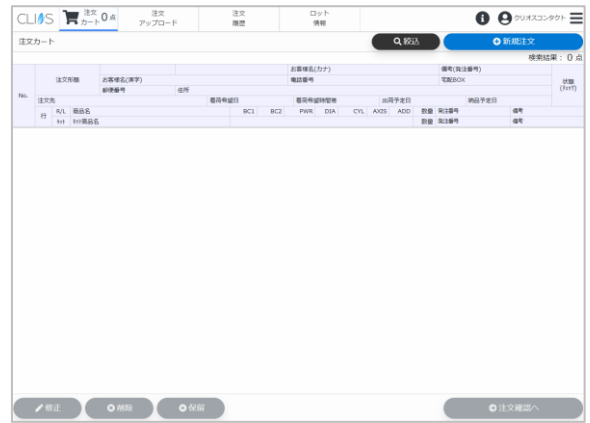 CLIOS 注文カート 0 点 注文アップロード 注文履歴 ロット情報 クリオスコンタクト
注文カート 絞込 新規注文
検索結果： 0 点
お客様名(カナ) 備考(発注番号)
注文形態 お客様名(漢字) 電話番号 宅配BOX 状態
郵便番号 住所
No.
注文先 着荷希望日 着荷希望時間帯 出荷予定日 納品予定日
行 R/L 商品名 BC1 BC2 PWR DIA CYL AXIS ADD 数量 発注番号 備考
商品名 数量 発注番号 備考
修正 削除 保留 注文確認へ